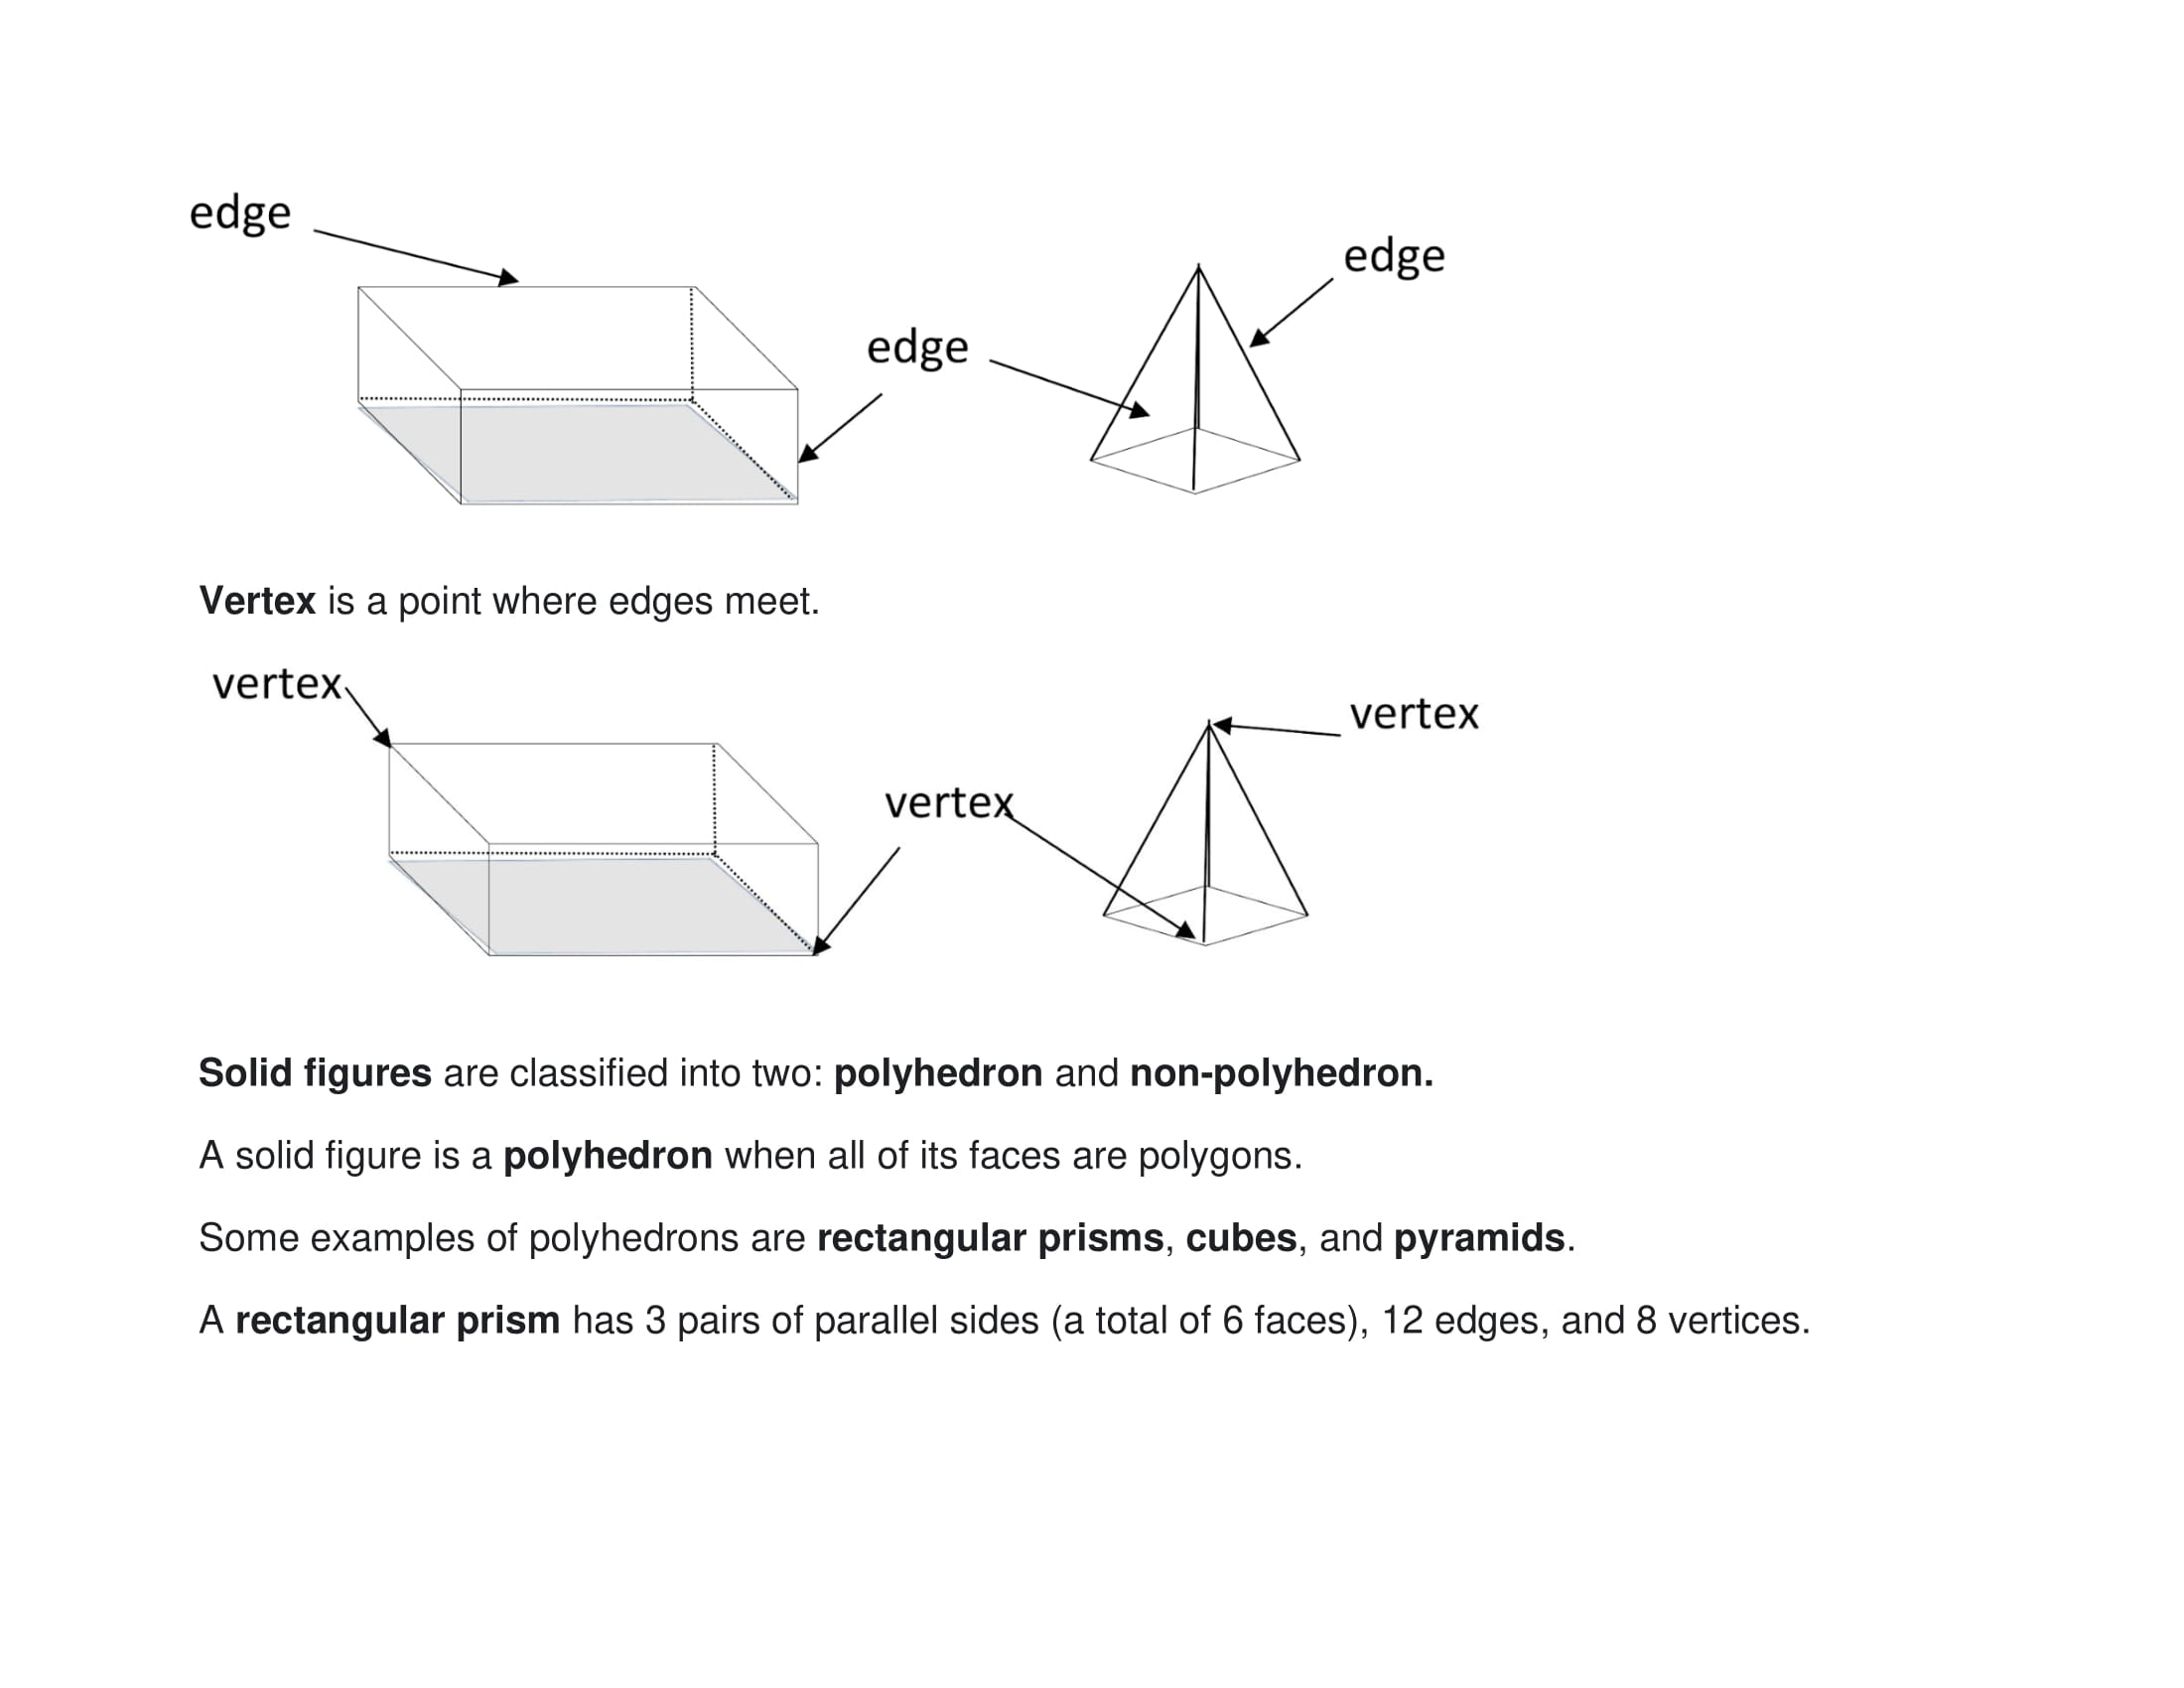 edge
edge
edge
Vertex is a point where edges meet.
vertex
vertex
vertex
Solid figures are classified into two: polyhedron and non-polyhedron.
A solid figure is a polyhedron when all of its faces are polygons.
Some examples of polyhedrons are rectangular prisms, cubes, and pyramids.
A rectangular prism has 3 pairs of parallel sides (a total of 6 faces), 12 edges, and 8 vertices.